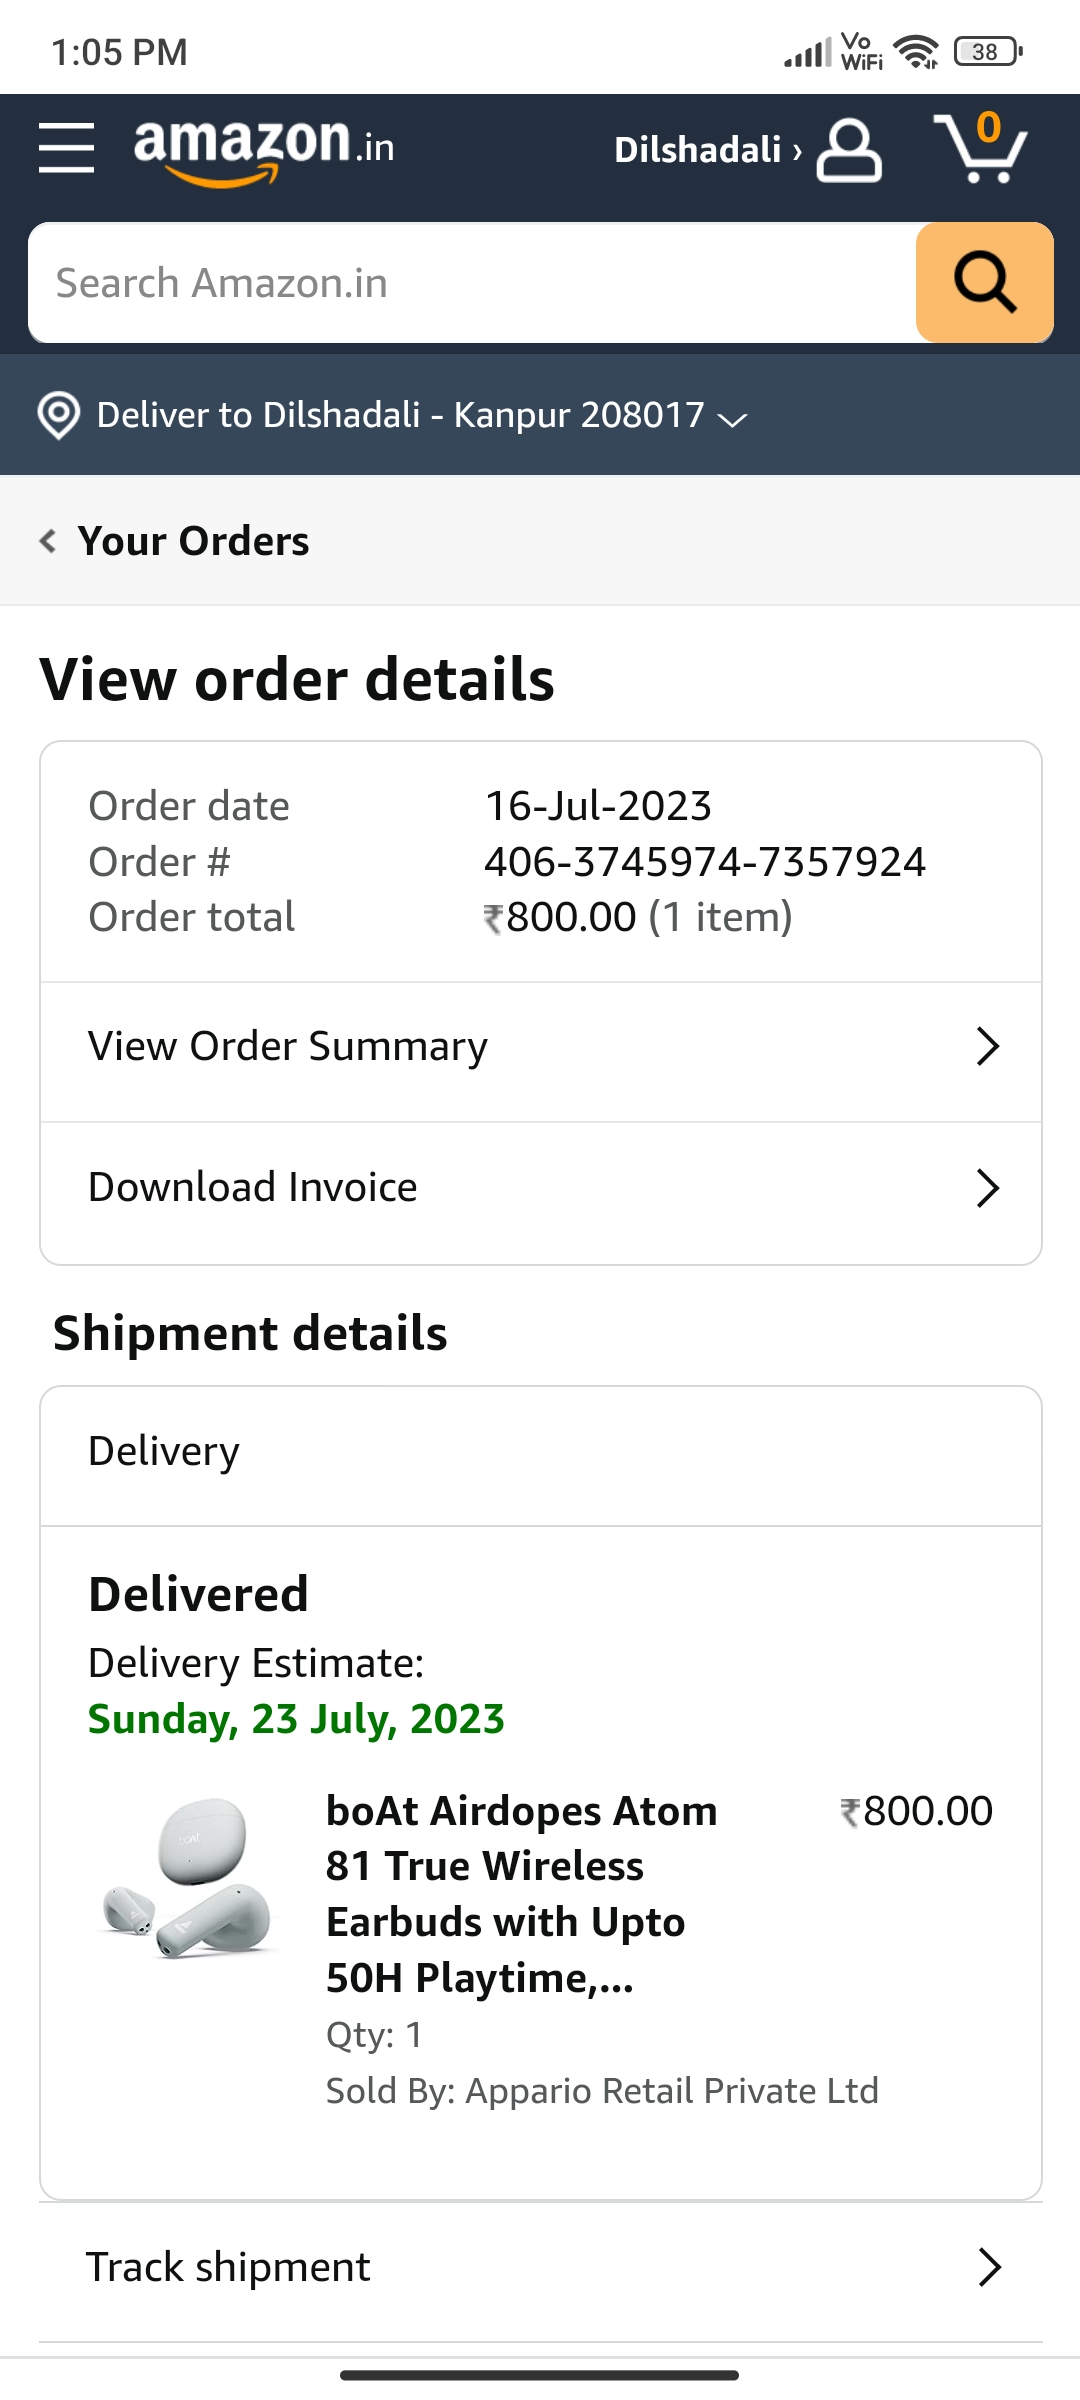 1:05 PM
Vo
WiFi
38
amazon.in
Dilshadali ›
0
Search Amazon.in
Deliver to Dilshadali - Kanpur 208017
Your Orders
View order details
Order date 16-Jul-2023
Order # 406-3745974-7357924
Order total ₹800.00 (1 item)
View Order Summary
Download Invoice
Shipment details
Delivery
Delivered
Delivery Estimate:
Sunday, 23 July, 2023
boAt
boAt Airdopes Atom ₹800.00
81 True Wireless
Earbuds with Upto
50H Playtime,...
Qty: 1
Sold By: Appario Retail Private Ltd
Track shipment